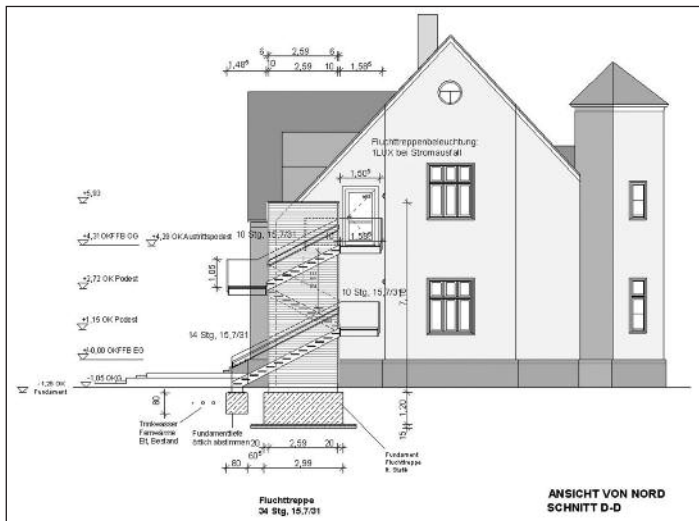 6 2,59 6
1,48⁵ 10 2,59 10 1,58⁵
Fluchttreppenbeleuchtung:
1LUX bei Stromausfall
1,50⁵
+5,93
+4,31 OKFFB OG
+4,28 OK Austrittspodest
10 Stg, 15,7/31
10 1,58⁵
+2,72 OK Podest
1,05
10 Stg, 15,7/31
+1,15 OK Podest
14 Stg, 15,7/31
+-0,00 OKFFB EG
-1,05 OKG
-1,25 OK
Fundament
80
1,20
15
Trinkwasser
Fernwärme
Elt, Bestand
Fundamenttiefe
örtlich abstimmen
20 2,59 20
60⁵
80 2,99
Fundament
Fluchttreppe
lt. Statik
Fluchttreppe
34 Stg, 15,7/31
ANSICHT VON NORD
SCHNITT D-D